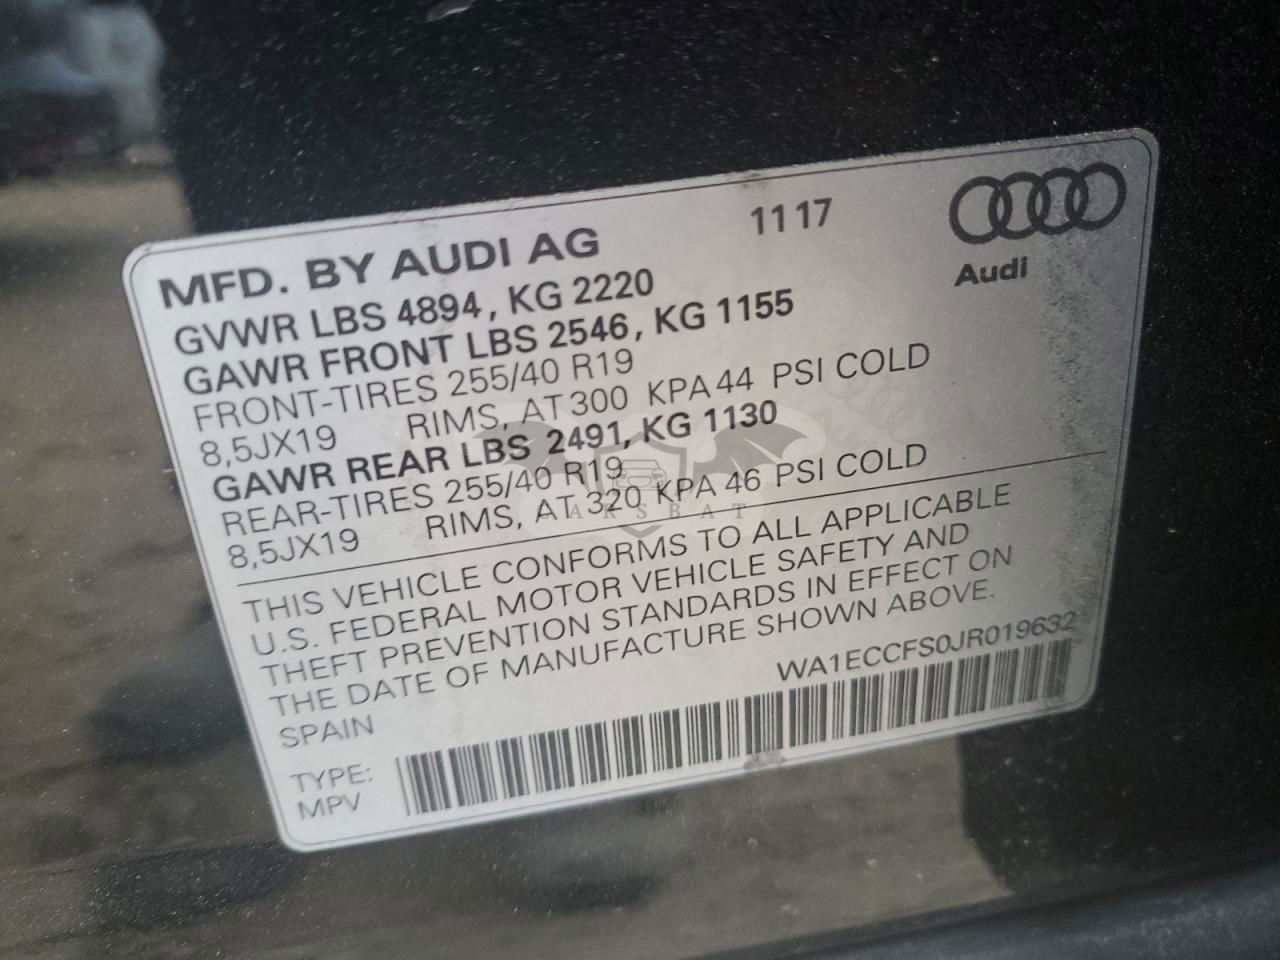 MFD. BY AUDI AG 11 17
Audi
GVWR LBS 4894, KG 2220
GAWR FRONT LBS 2546, KG 1155
FRONT-TIRES 255/40 R19
8,5JX19 RIMS, AT 300 KPA 44 PSI COLD
GAWR REAR LBS 2491, KG 1130
REAR-TIRES 255/40 R19
8,5JX19 RIMS, AT 320 KPA 46 PSI COLD
ARSBAT
THIS VEHICLE CONFORMS TO ALL APPLICABLE
U.S. FEDERAL MOTOR VEHICLE SAFETY AND
THEFT PREVENTION STANDARDS IN EFFECT ON
THE DATE OF MANUFACTURE SHOWN ABOVE.
SPAIN WA1ECCFS0JR019632
TYPE:
MPV